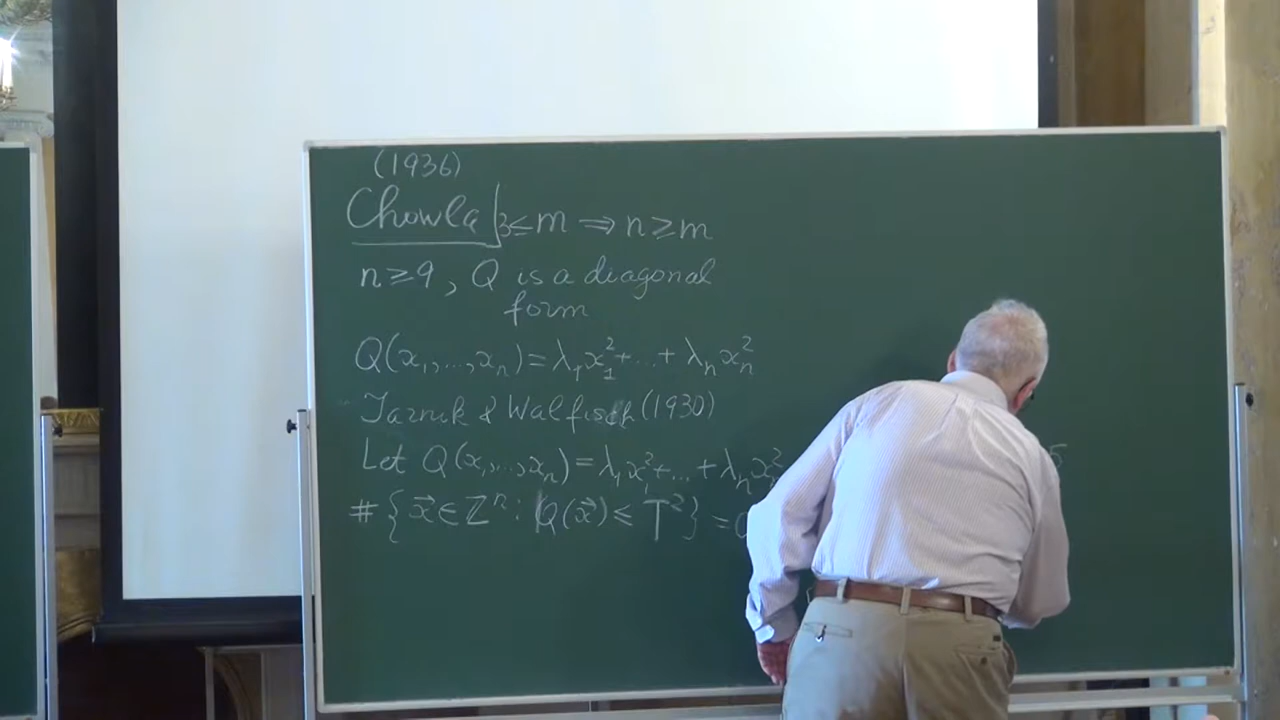 (1936)
Chowla | 3 ≤ m ⇒ n ≥ m
n ≥ 9, Q is a diagonal
form
Q(x₁,...,xₙ) = λ₁x₁² + ... + λₙxₙ²
Jarnik & Walfisch (1930)
Let Q(x₁,...,xₙ) = λ₁x₁² + ... + λₙxₙ²
# { x⃗ ∈ Zⁿ : Q(x⃗) ≤ T² } =